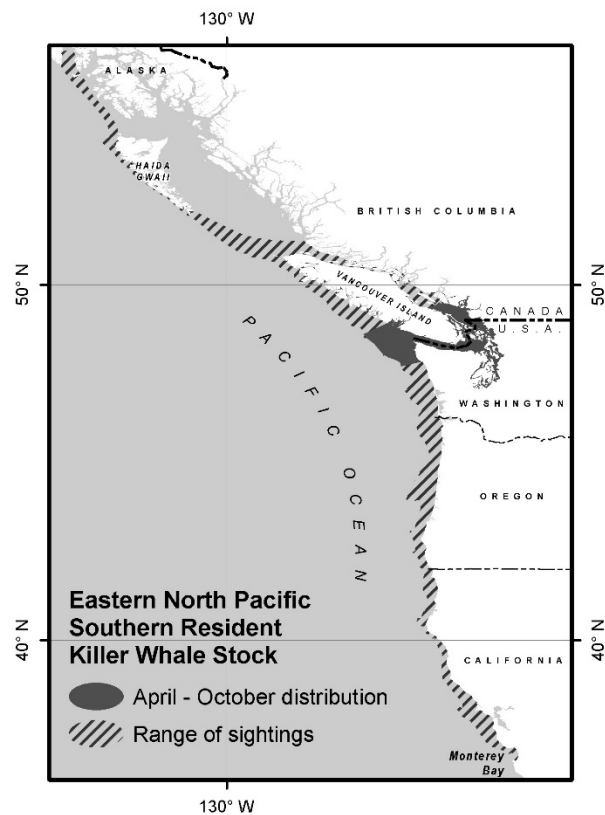 130° W
ALASKA
HAIDA
GWAII
BRITISH COLUMBIA
50° N
50° N
VANCOUVER ISLAND
CANADA
U.S.A.
PACIFIC OCEAN
WASHINGTON
OREGON
Eastern North Pacific
Southern Resident
Killer Whale Stock
40° N
40° N
CALIFORNIA
April - October distribution
Range of sightings
Monterey
Bay
130° W